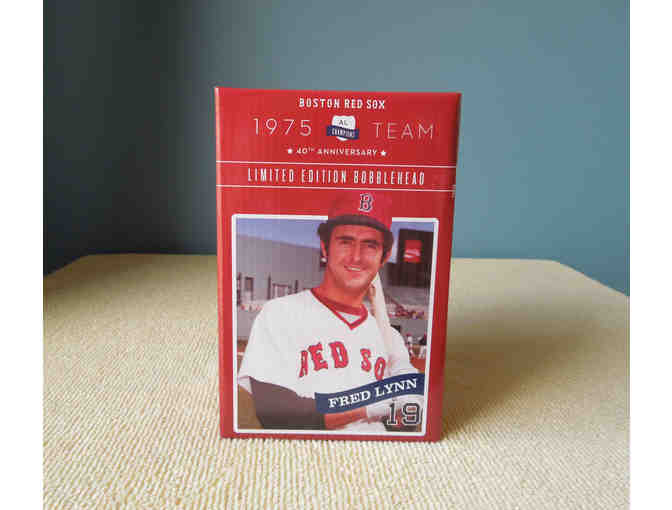 BOSTON RED SOX
1975 AL CHAMPIONS TEAM
★ 40TH ANNIVERSARY ★
LIMITED EDITION BOBBLEHEAD
B
RED SO
FRED LYNN
19